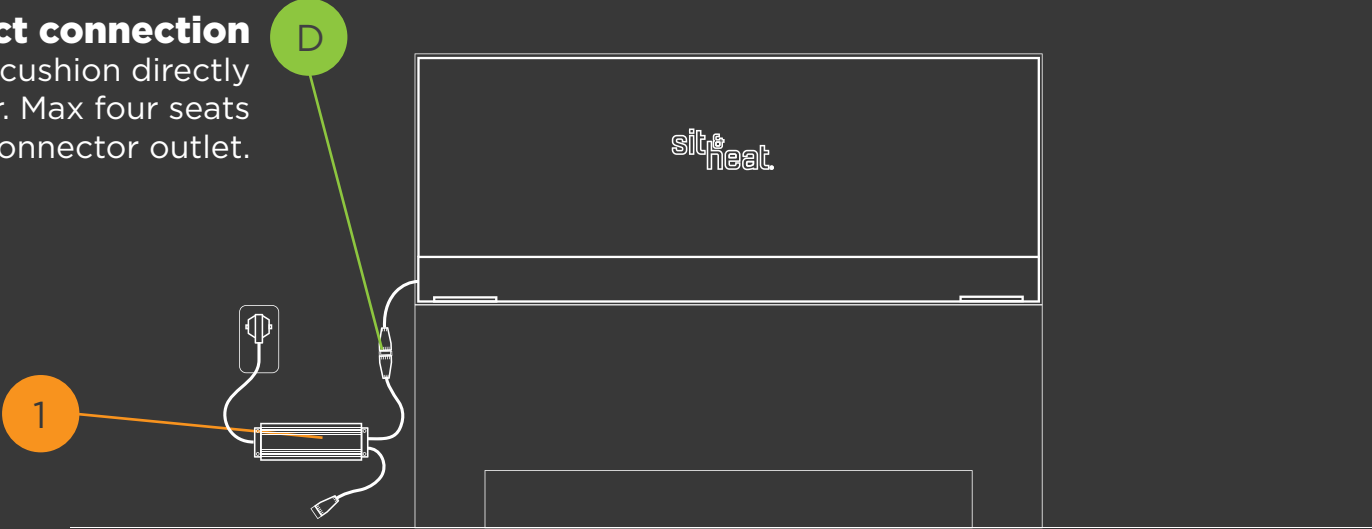 ct connection
cushion directly
r. Max four seats
onnector outlet.
D
sit&
heat.
1